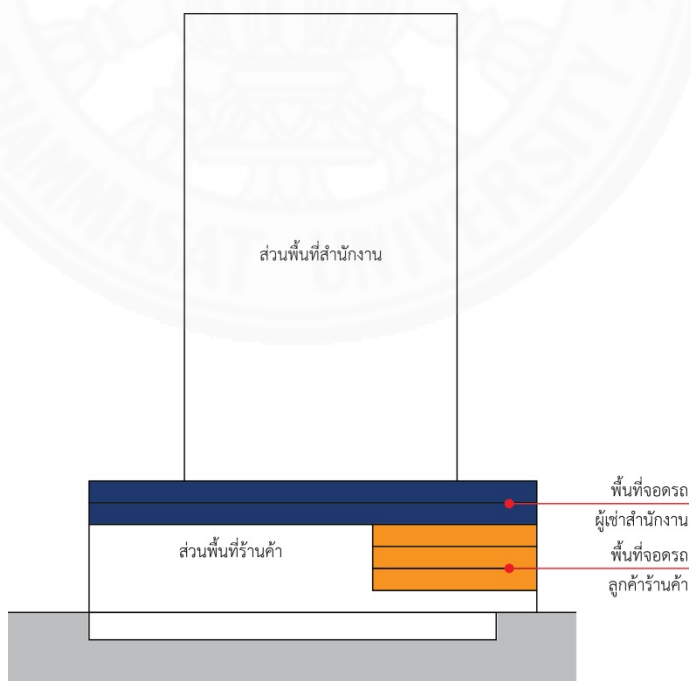 ส่วนพื้นที่สำนักงาน
พื้นที่จอดรถ
ผู้เช่าสำนักงาน
ส่วนพื้นที่ร้านค้า
พื้นที่จอดรถ
ลูกค้าร้านค้า
THAMMASAT UNIVERSITY